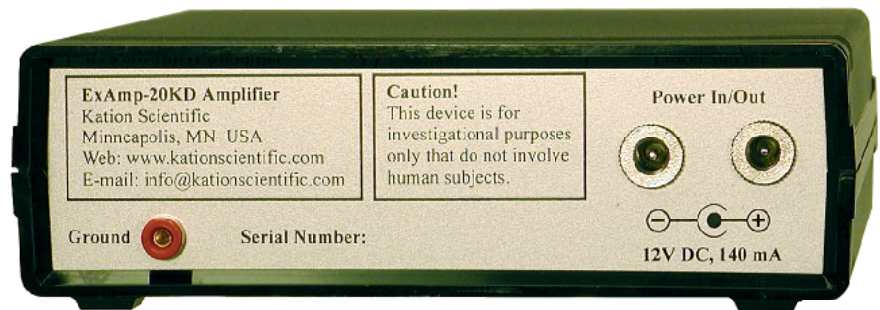 ExAmp-20KD Amplifier
Kation Scientific
Minneapolis, MN USA
Web: www.kationscientific.com
E-mail: info@kationscientific.com
Caution!
This device is for
investigational purposes
only that do not involve
human subjects.
Power In/Out
Ground
Serial Number:
12V DC, 140 mA